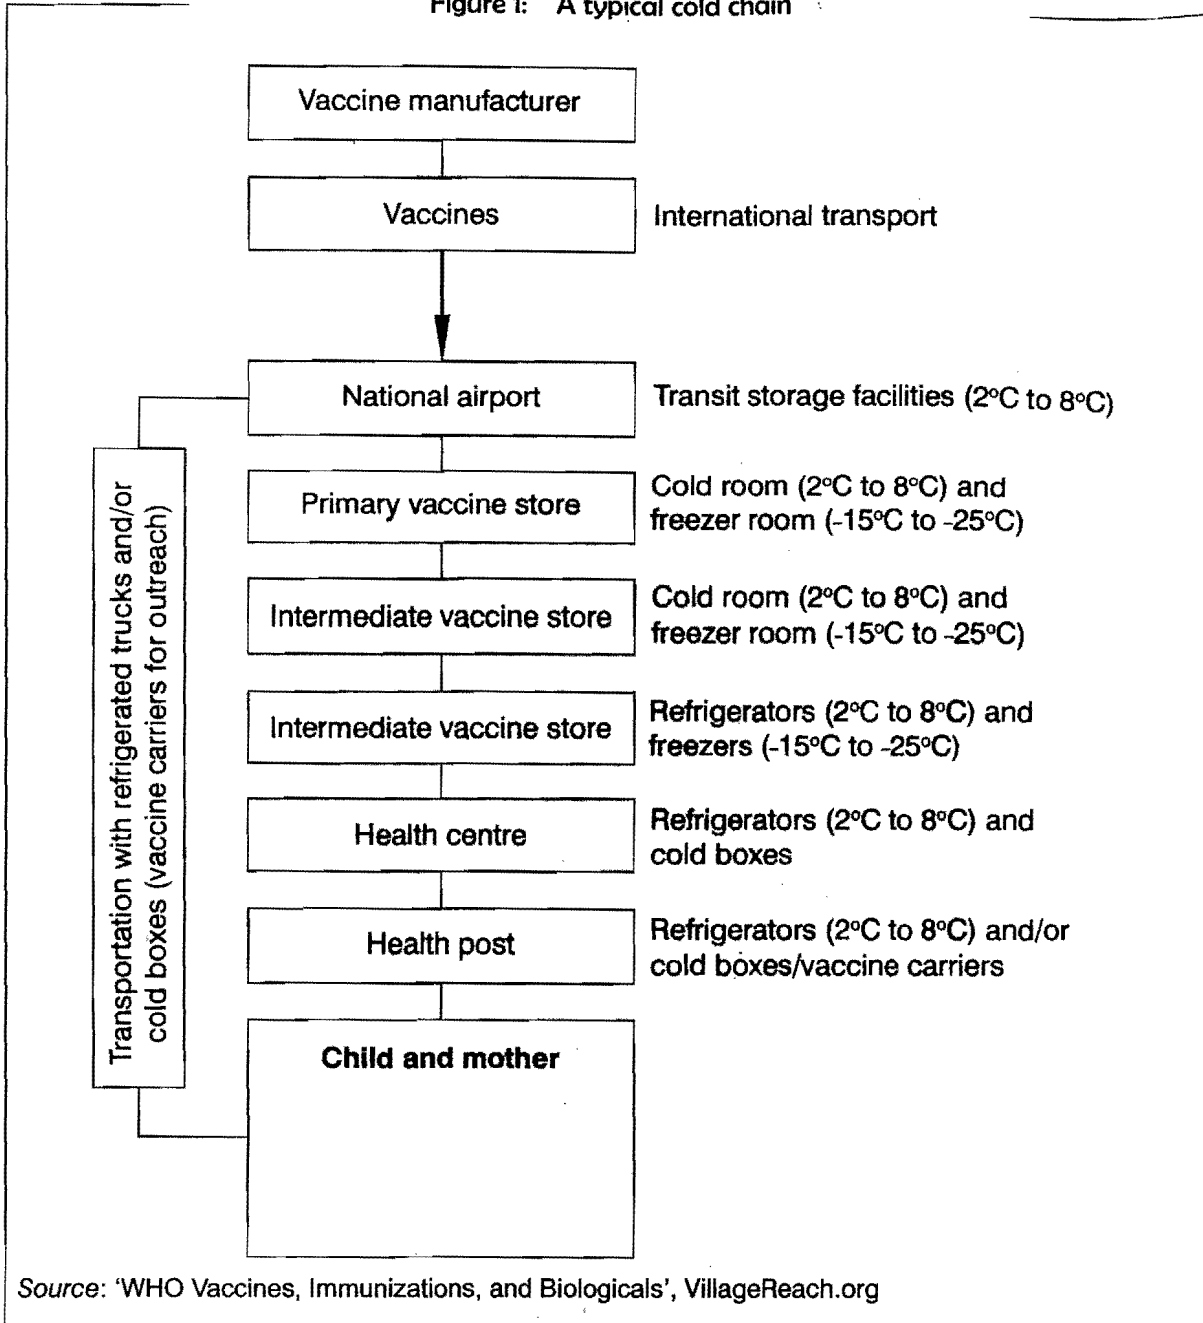 Figure 1: A typical cold chain
Vaccine manufacturer
Vaccines
International transport
National airport
Transit storage facilities (2°C to 8°C)
Primary vaccine store
Cold room (2°C to 8°C) and
freezer room (-15°C to -25°C)
Intermediate vaccine store
Cold room (2°C to 8°C) and
freezer room (-15°C to -25°C)
Intermediate vaccine store
Refrigerators (2°C to 8°C) and
freezers (-15°C to -25°C)
Health centre
Refrigerators (2°C to 8°C) and
cold boxes
Health post
Refrigerators (2°C to 8°C) and/or
cold boxes/vaccine carriers
Child and mother
Transportation with refrigerated trucks and/or
cold boxes (vaccine carriers for outreach)
Source: ‘WHO Vaccines, Immunizations, and Biologicals’, VillageReach.org